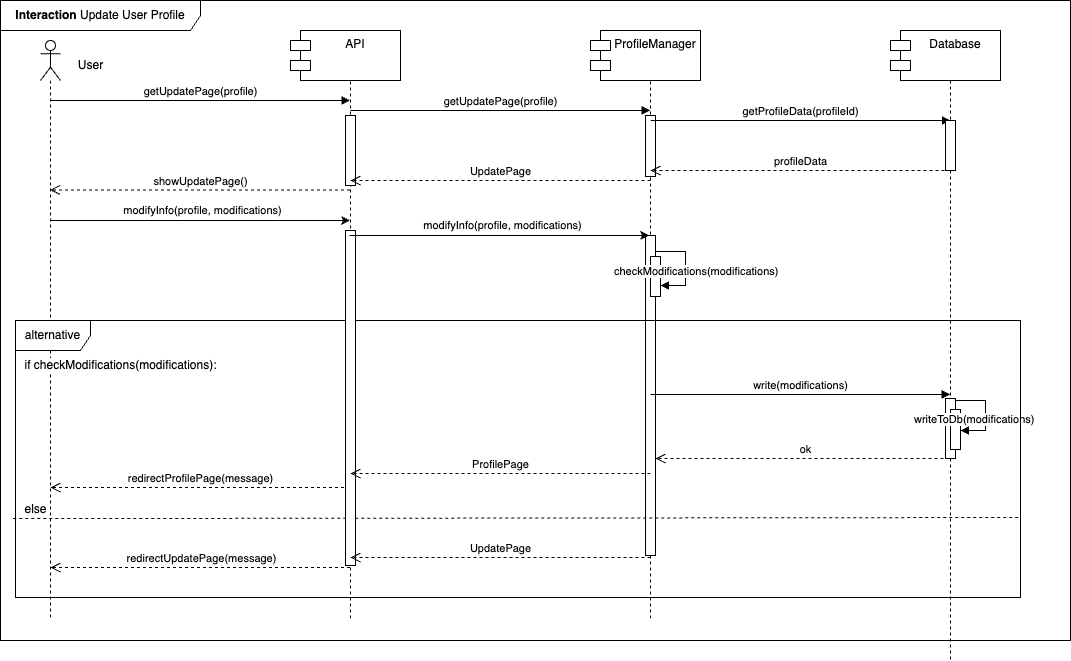 Interaction Update User Profile
User
API
ProfileManager
Database
getUpdatePage(profile)
getUpdatePage(profile)
getProfileData(profileId)
profileData
UpdatePage
showUpdatePage()
modifyInfo(profile, modifications)
modifyInfo(profile, modifications)
checkModifications(modifications)
alternative
if checkModifications(modifications):
write(modifications)
writeToDb(modifications)
ok
ProfilePage
redirectProfilePage(message)
else
UpdatePage
redirectUpdatePage(message)